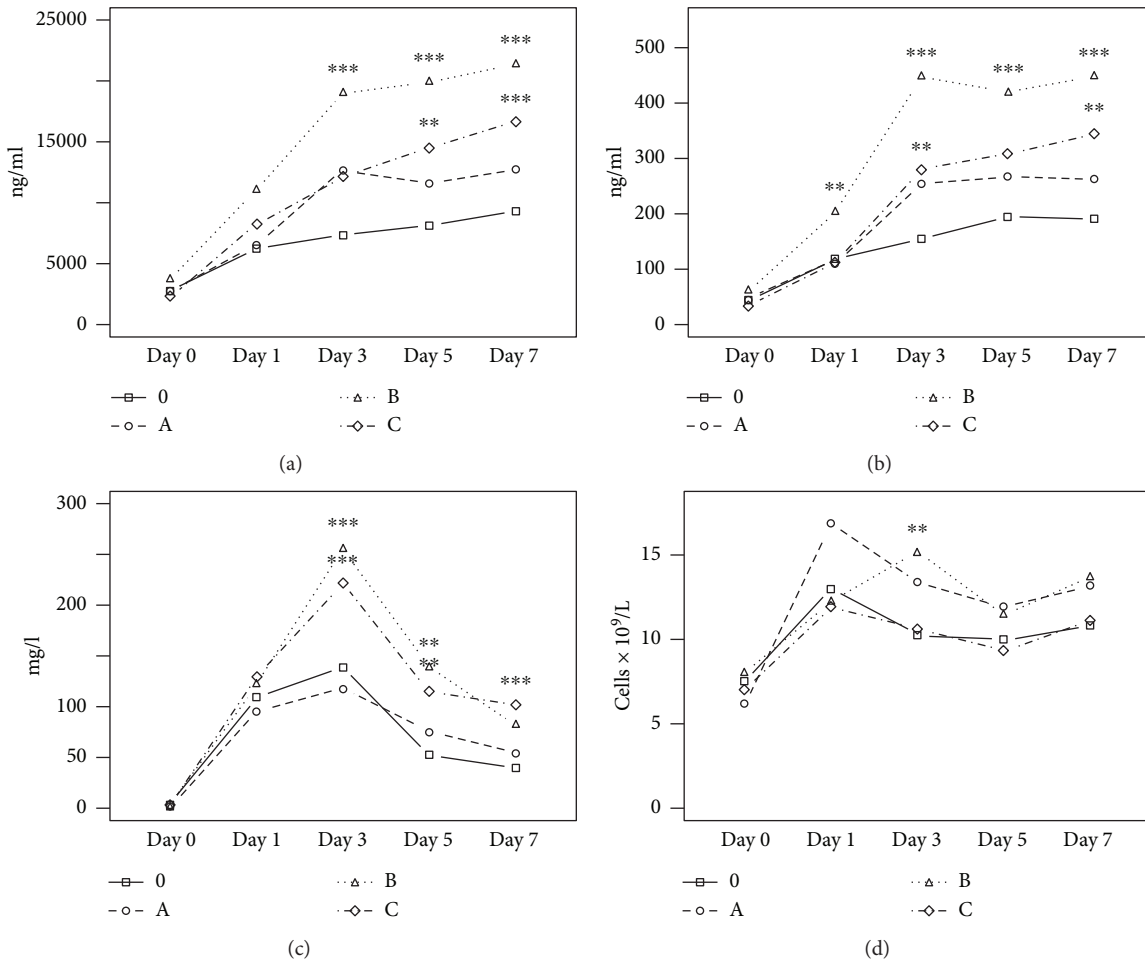 25000
15000
5000
0
ng/ml
***
***
***
***
**
Day 0 Day 1 Day 3 Day 5 Day 7
0 B
A C
(a)
500
400
300
200
100
0
ng/ml
***
***
***
**
**
**
Day 0 Day 1 Day 3 Day 5 Day 7
0 B
A C
(b)
300
200
100
50
0
mg/l
***
***
**
**
***
Day 0 Day 1 Day 3 Day 5 Day 7
0 B
A C
(c)
15
10
5
0
Cells × 10⁹/L
**
Day 0 Day 1 Day 3 Day 5 Day 7
0 B
A C
(d)